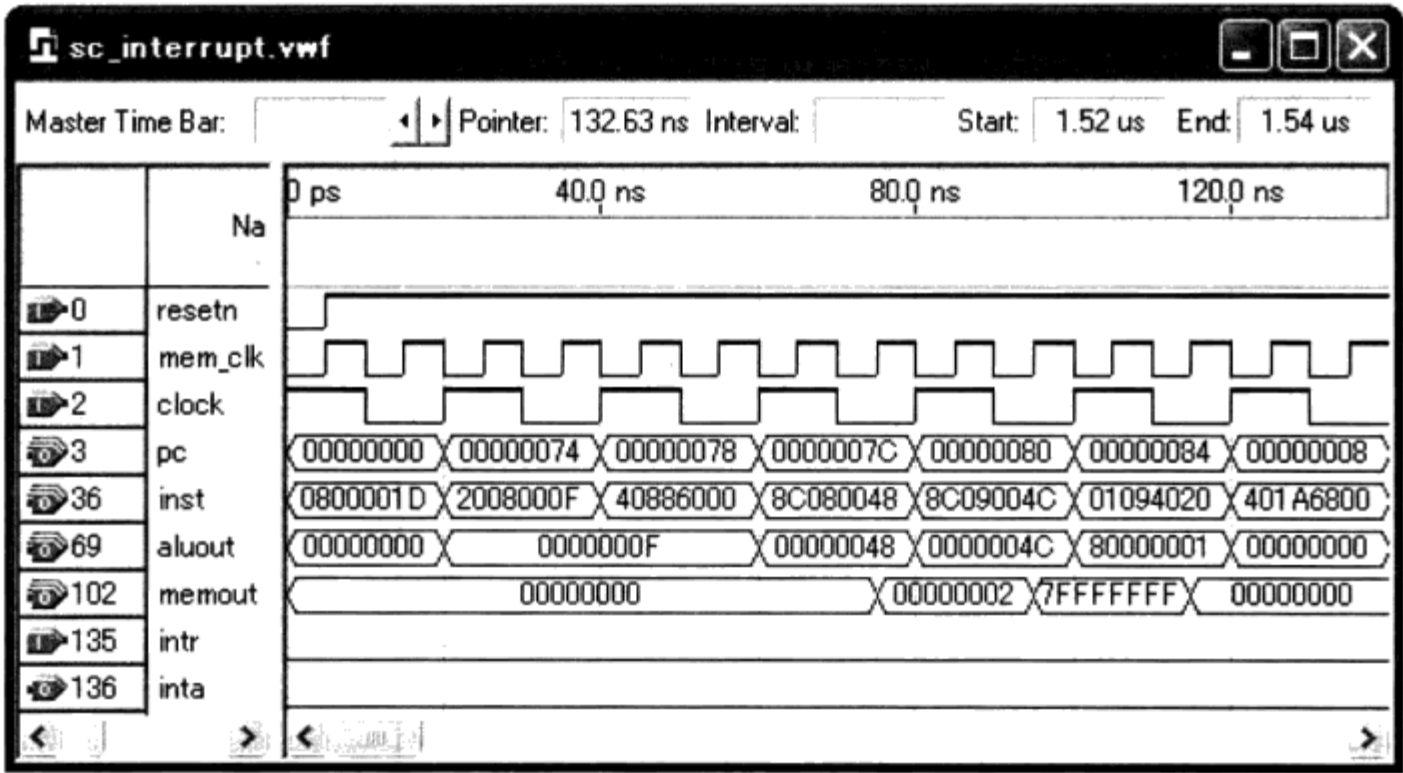 sc_interrupt.vwf
Master Time Bar: Pointer: 132.63 ns Interval: Start: 1.52 us End: 1.54 us
Na 0 ps 40.0 ns 80.0 ns 120.0 ns
0 resetn
1 mem_clk
2 clock
3 pc 00000000 00000074 00000078 0000007C 00000080 00000084 00000008
36 inst 0800001D 2008000F 40886000 8C080048 8C09004C 01094020 401A6800
69 aluout 00000000 0000000F 00000048 0000004C 80000001 00000000
102 memout 00000000 00000002 7FFFFFFF 00000000
135 intr
136 inta